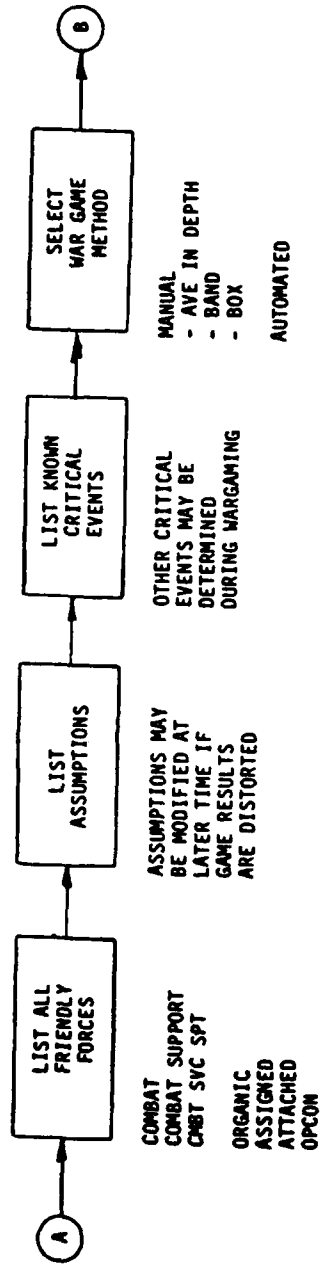 A
LIST ALL
FRIENDLY
FORCES
COMBAT
COMBAT SUPPORT
CMBT SVC SPT
ORGANIC
ASSIGNED
ATTACHED
OPCON
LIST
ASSUMPTIONS
ASSUMPTIONS MAY
BE MODIFIED AT
LATER TIME IF
GAME RESULTS
ARE DISTORTED
LIST KNOWN
CRITICAL
EVENTS
OTHER CRITICAL
EVENTS MAY BE
DETERMINED
DURING WARGAMING
SELECT
WAR GAME
METHOD
MANUAL
- AVE IN DEPTH
- BAND
- BOX
AUTOMATED
B